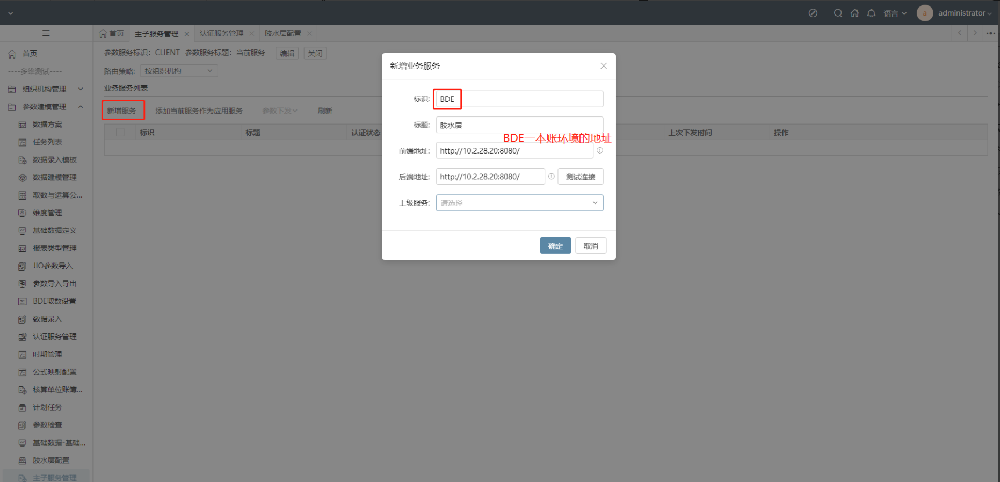 语言
a
administrator
首页
主子服务管理
认证服务管理
胶水层配置
首页
----多维测试----
组织机构管理
参数建模管理
数据方案
任务列表
数据录入模板
数据建模管理
取数与运算公...
维度管理
基础数据定义
报表类型管理
JIO参数导入
参数导入导出
BDE取数设置
数据录入
认证服务管理
时期管理
公式映射配置
核算单位账簿...
计划任务
参数检查
基础数据-基础...
胶水层配置
主子服务管理
参数服务标识：CLIENT 参数服务标题：当前服务 编辑 关闭
路由策略: 按组织机构
业务服务列表
新增服务 添加当前服务作为应用服务 参数下发 刷新
标识 标题 认证状态 上次下发时间 操作
新增业务服务
标识: BDE
标题: 胶水层
BDE一本账环境的地址
前端地址: http://10.2.28.20:8080/
后端地址: http://10.2.28.20:8080/ 测试连接
上级服务: 请选择
确定 取消